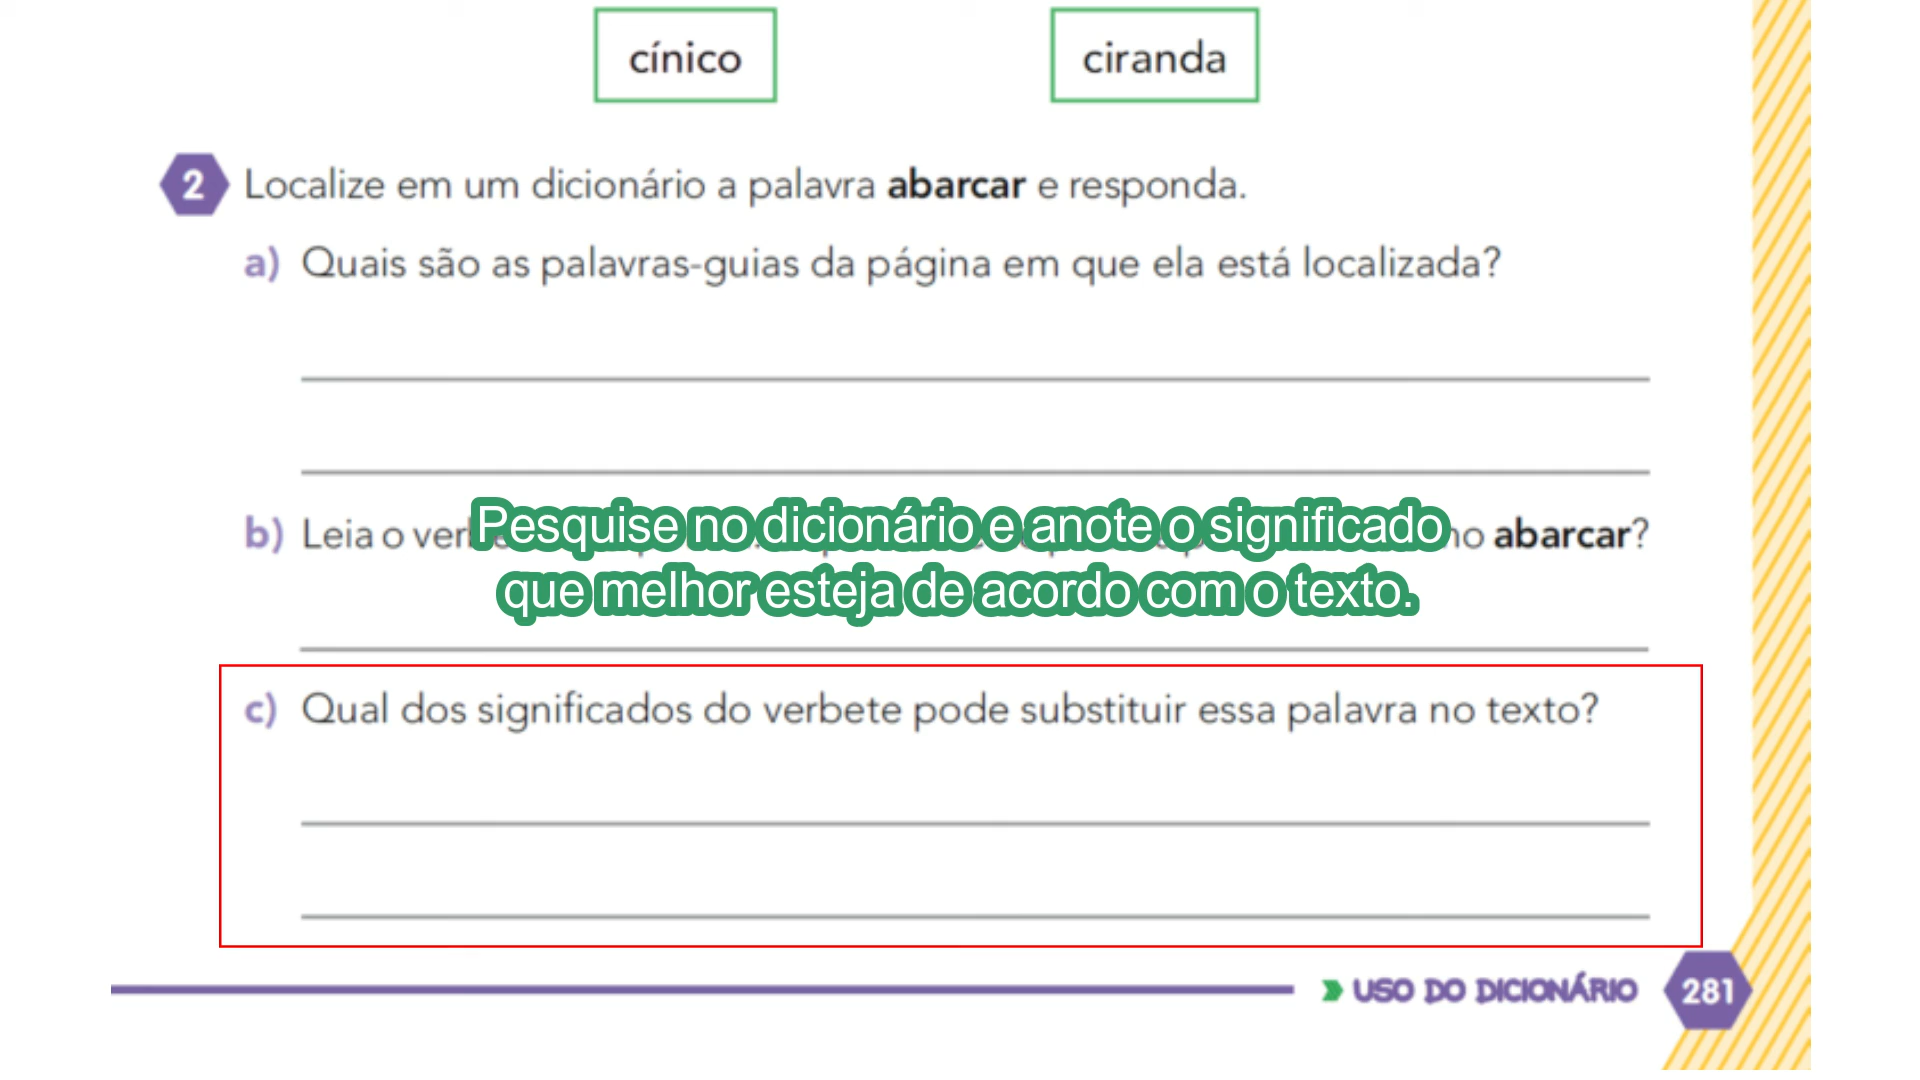 cínico
ciranda
2 Localize em um dicionário a palavra abarcar e responda.
a) Quais são as palavras-guias da página em que ela está localizada?
b) Leia o abarcar?
Pesquise no dicionário e anote o significado
que melhor esteja de acordo com o texto.
c) Qual dos significados do verbete pode substituir essa palavra no texto?
USO DO DICIONÁRIO 281